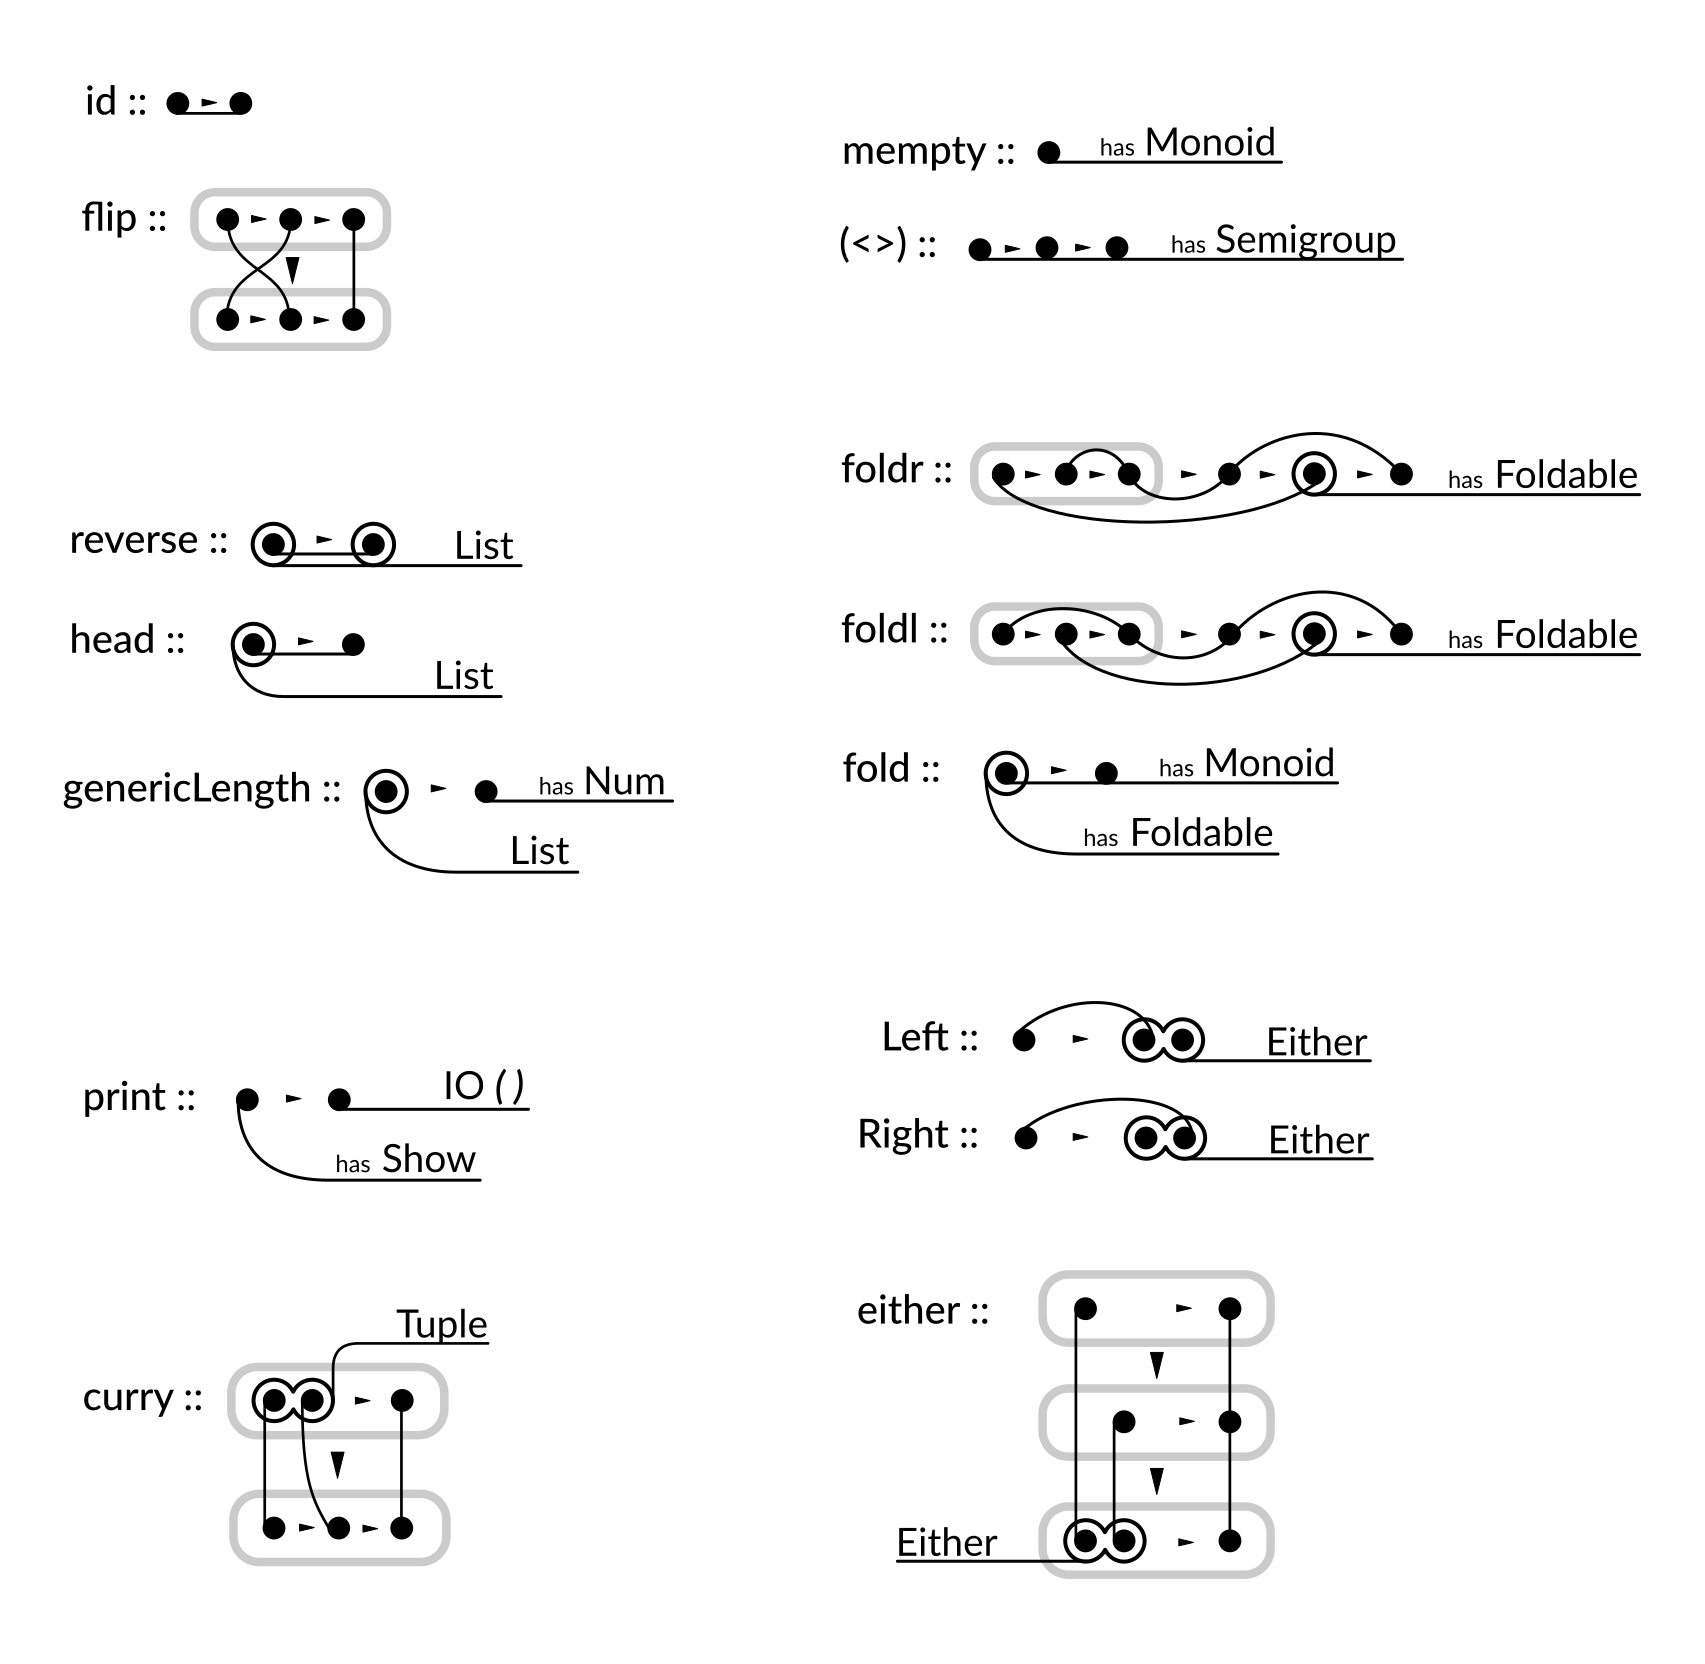 id ::
flip ::
reverse :: List
head ::
List
genericLength :: has Num
List
print :: IO ( )
has Show
Tuple
curry ::
mempty :: has Monoid
(<>) :: has Semigroup
foldr :: has Foldable
foldl :: has Foldable
fold :: has Monoid
has Foldable
Left :: Either
Right :: Either
either ::
Either